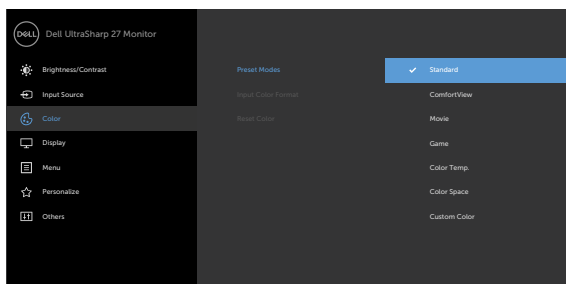 DELL Dell UltraSharp 27 Monitor
Brightness/Contrast
Input Source
Color
Display
Menu
Personalize
Others
Preset Modes
Input Color Format
Reset Color
Standard
ComfortView
Movie
Game
Color Temp.
Color Space
Custom Color